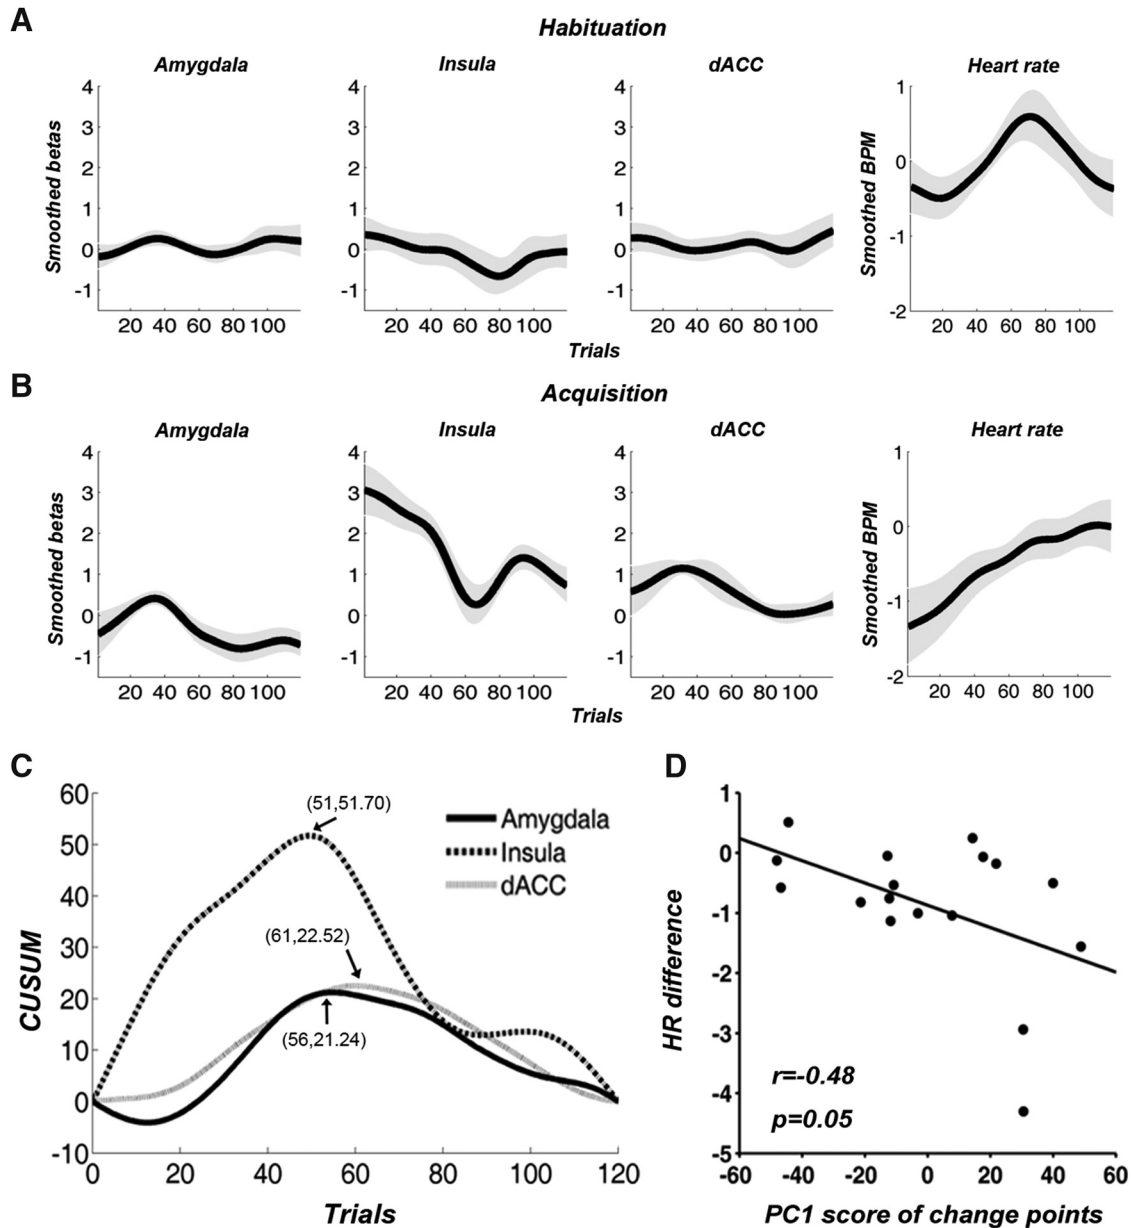 A
Habituation
Amygdala Insula dACC Heart rate
Smoothed betas
4 3 2 1 0 -1
20 40 60 80 100
4 3 2 1 0 -1
20 40 60 80 100
4 3 2 1 0 -1
20 40 60 80 100
Smoothed BPM
1 0 -1 -2
20 40 60 80 100
Trials
B
Acquisition
Amygdala Insula dACC Heart rate
Smoothed betas
4 3 2 1 0 -1
20 40 60 80 100
4 3 2 1 0 -1
20 40 60 80 100
4 3 2 1 0 -1
20 40 60 80 100
Smoothed BPM
1 0 -1 -2
20 40 60 80 100
Trials
C
CUSUM
60 50 40 30 20 10 0 -10
(51,51.70)
(61,22.52)
(56,21.24)
Amygdala
Insula
dACC
0 20 40 60 80 100 120
Trials
D
HR difference
1 0 -1 -2 -3 -4 -5
r=-0.48
p=0.05
-60 -40 -20 0 20 40 60
PC1 score of change points